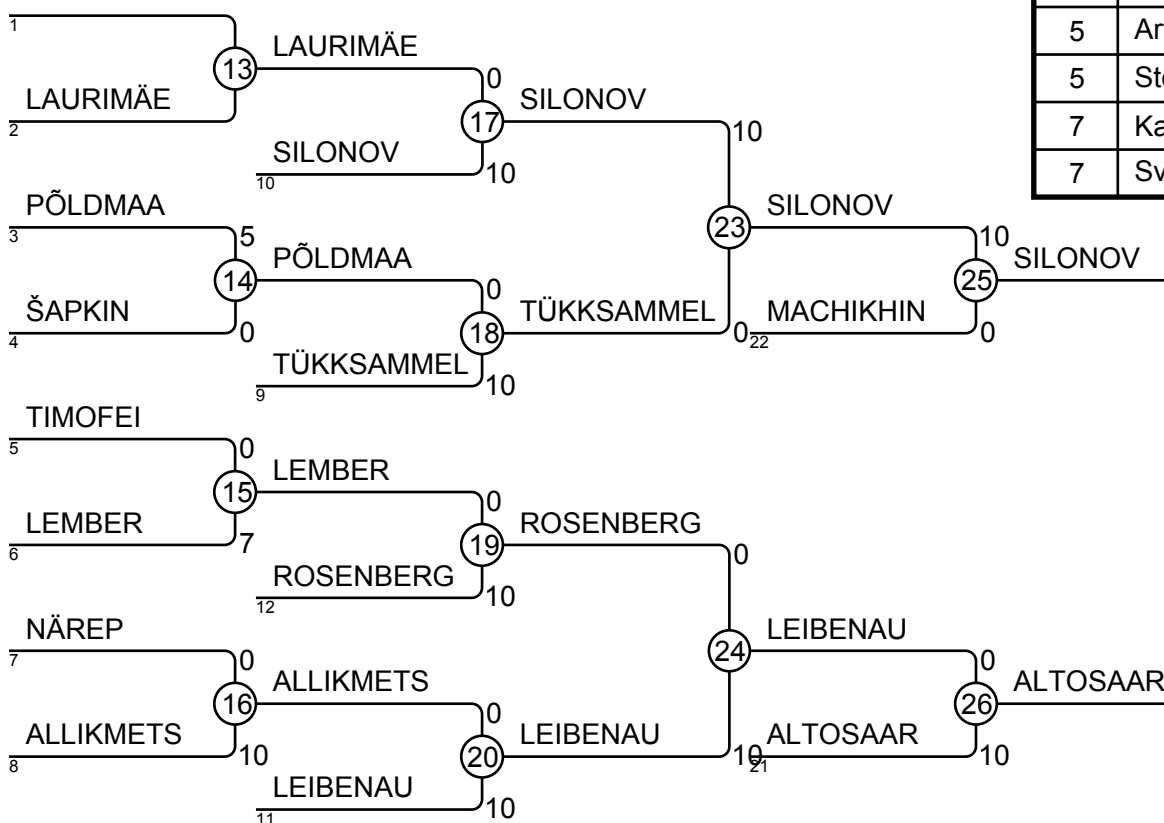 1
5 Ar
LAURIMÄE
13
0
LAURIMÄE
SILONOV
5
2
17
10
SILONOV
10
10
7 Ka
7 Sv
PÕLDMAA
3
5
23
SILONOV
10
14
PÕLDMAA
0
25
SILONOV
ŠAPKIN
4
0
18
TÜKKSAMMEL
0
22
MACHIKHIN
0
TÜKKSAMMEL
9
10
TIMOFEI
5
0
15
LEMBER
0
LEMBER
6
7
19
ROSENBERG
0
ROSENBERG
12
10
NÄREP
7
0
24
LEIBENAU
0
16
ALLIKMETS
0
26
ALTOSAAR
ALLIKMETS
8
10
20
LEIBENAU
10
21
ALTOSAAR
10
LEIBENAU
11
10